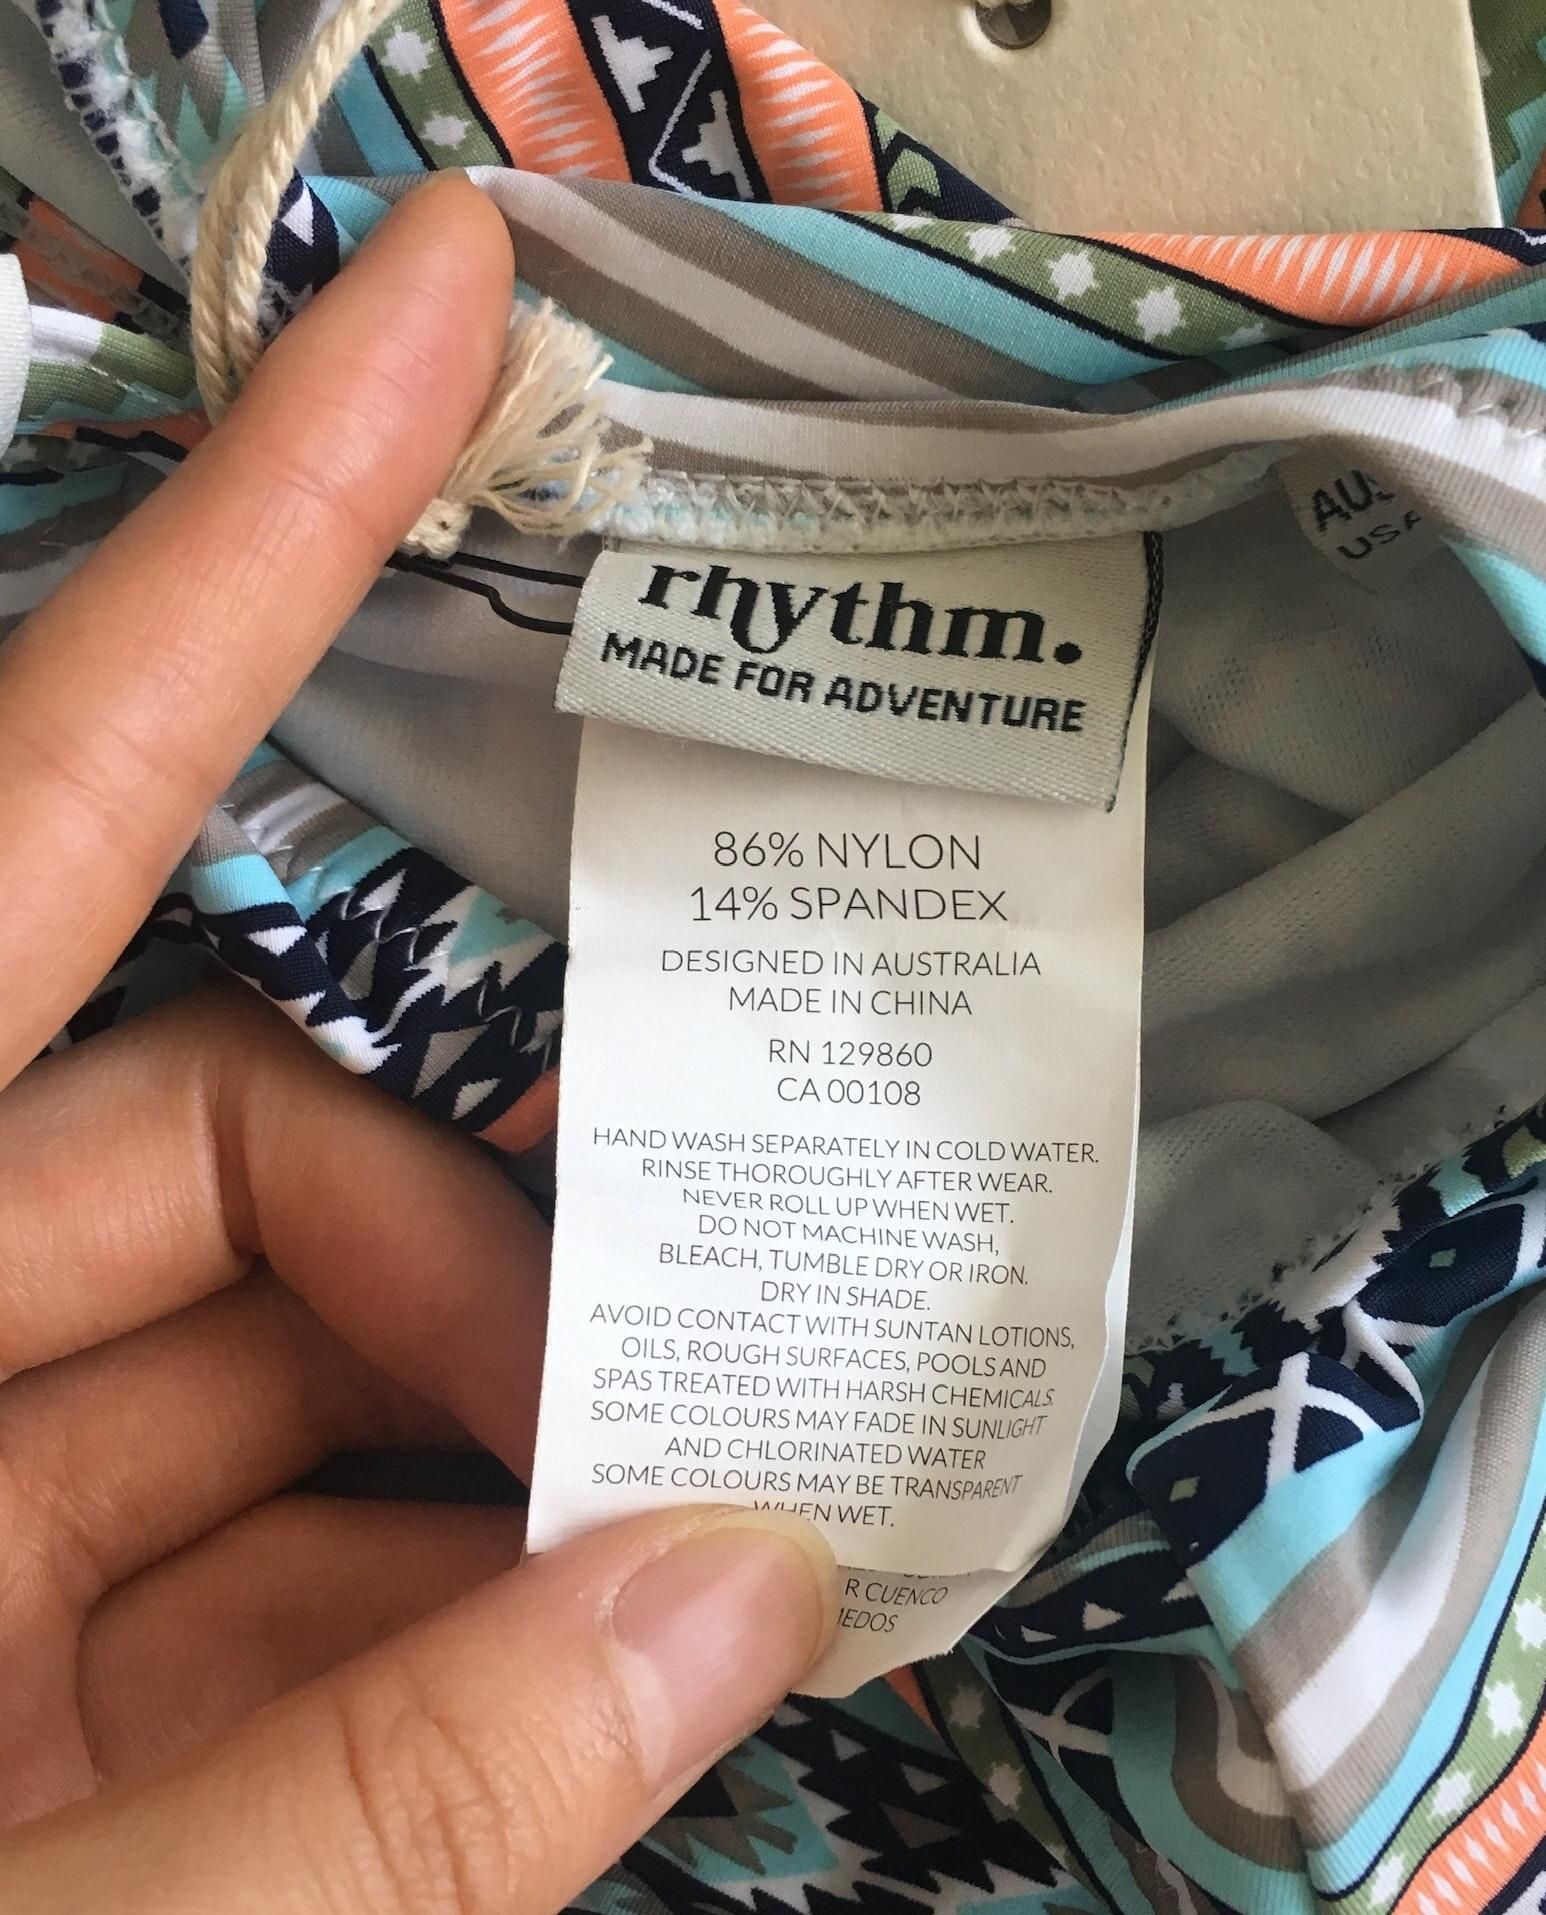 rhythm.
MADE FOR ADVENTURE
86% NYLON
14% SPANDEX
DESIGNED IN AUSTRALIA
MADE IN CHINA
RN 129860
CA 00108
HAND WASH SEPARATELY IN COLD WATER.
RINSE THOROUGHLY AFTER WEAR.
NEVER ROLL UP WHEN WET.
DO NOT MACHINE WASH,
BLEACH, TUMBLE DRY OR IRON.
DRY IN SHADE.
AVOID CONTACT WITH SUNTAN LOTIONS,
OILS, ROUGH SURFACES, POOLS AND
SPAS TREATED WITH HARSH CHEMICALS.
SOME COLOURS MAY FADE IN SUNLIGHT
AND CHLORINATED WATER
SOME COLOURS MAY BE TRANSPARENT
WHEN WET.
CUENCO
USA